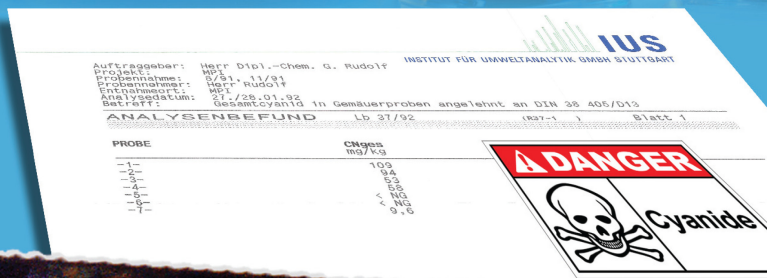 IUS
INSTITUT FÜR UMWELTANALYTIK GMBH STUTTGART
Auftraggeber: Herr Dipl.-Chem. G. Rudolf
Projekt: MPI
Probennahme: 8/91, 11/91
Probennehmer: Herr Rudolf
Entnahmeort: MPI
Analysedatum: 27./28.01.92
Betreff: Gesamtcyanid in Gemäuerproben angelehnt an DIN 38 405/D13
ANALYSENBEFUND Lb 37/92 (R37-1 ) Blatt 1
PROBE CNges
mg/kg
-1- 109
-2- 94
-3- 53
-4- 58
-5- < NG
-6- < NG
-7- 9,6
DANGER
Cyanide